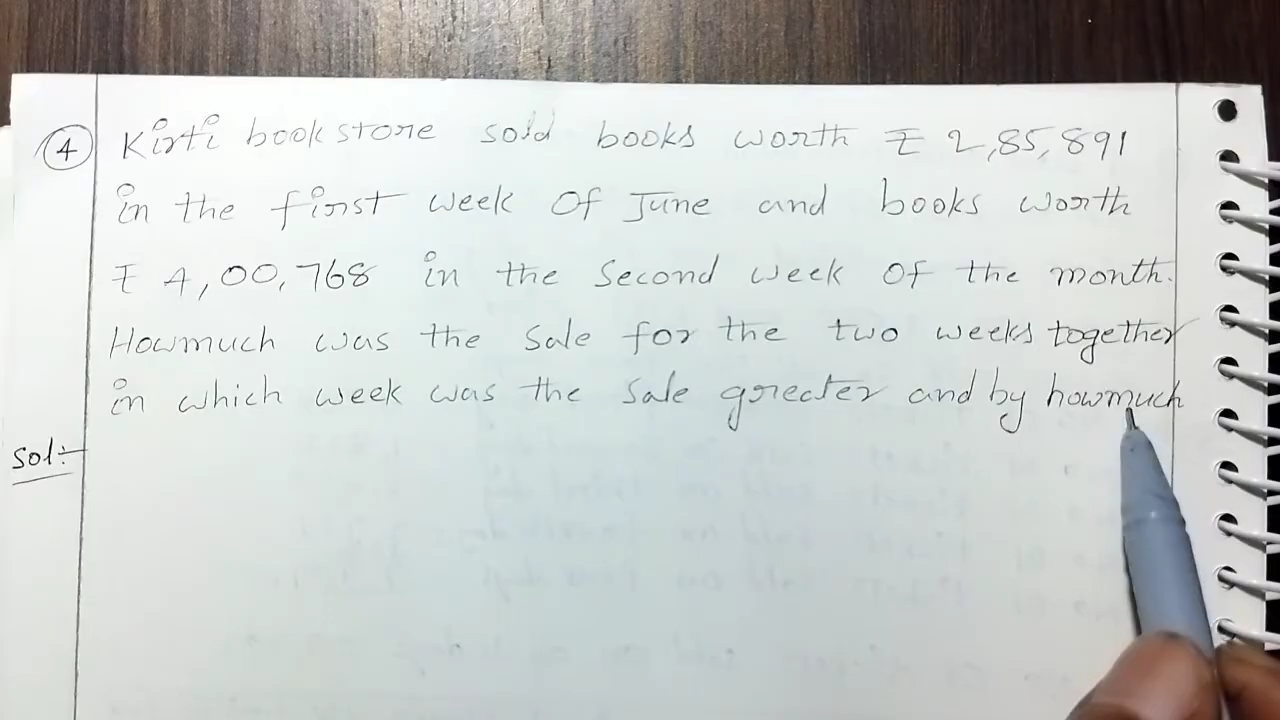 4 Kirti bookstore sold books worth ₹ 2,85,891
in the first week of June and books worth
₹ 4,00,768 in the second week of the month.
Howmuch was the sale for the two weeks together
in which week was the sale greater and by howmuch
Sol:-